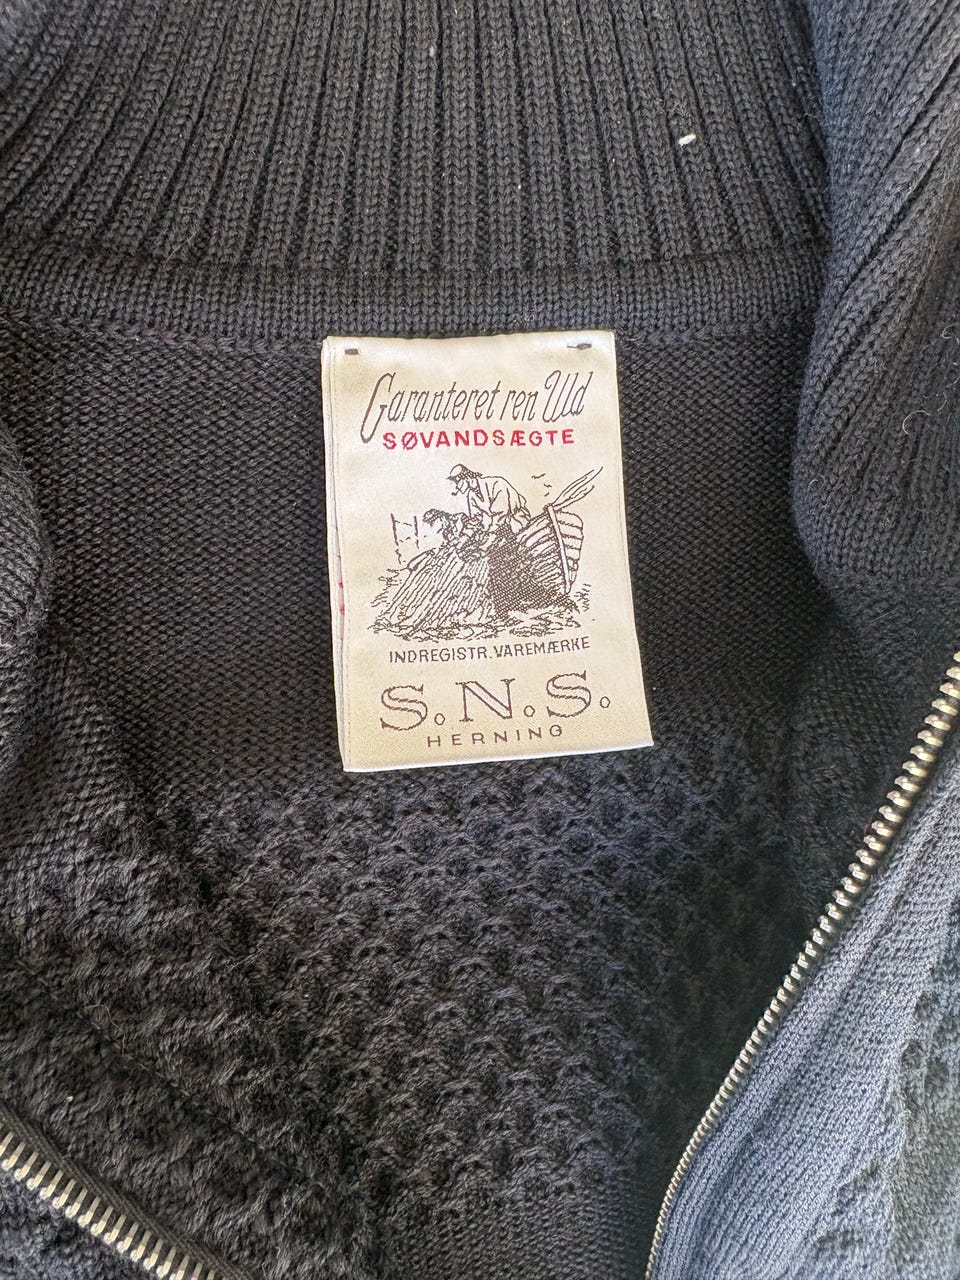 Garanteret ren Uld
SØVANDSÆGTE
INDREGISTR. VAREMÆRKE
S.N.S.
HERNING